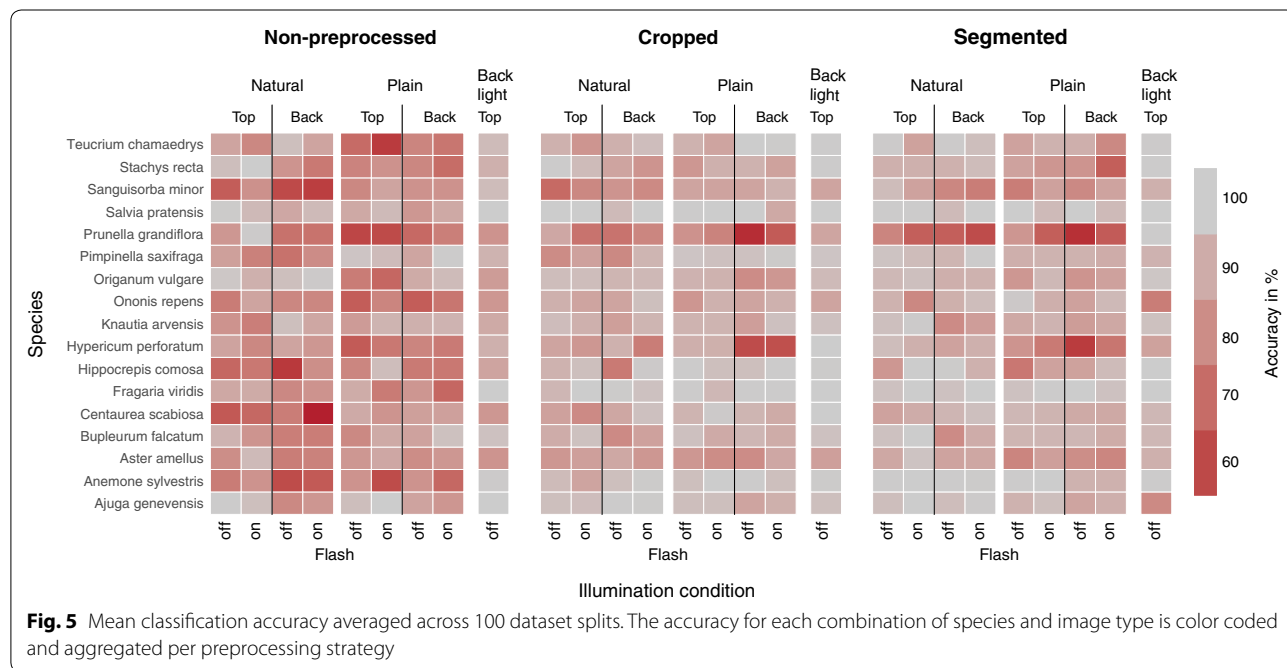 Non-preprocessed Cropped Segmented
Natural Plain Back light Natural Plain Back light Natural Plain Back light
Top Back Top Back Top Top Back Top Back Top Top Back Top Back Top
Species
Teucrium chamaedrys
Stachys recta
Sanguisorba minor
Salvia pratensis
Prunella grandiflora
Pimpinella saxifraga
Origanum vulgare
Ononis repens
Knautia arvensis
Hypericum perforatum
Hippocrepis comosa
Fragaria viridis
Centaurea scabiosa
Bupleurum falcatum
Aster amellus
Anemone sylvestris
Ajuga genevensis
100
90
80
70
60
Accuracy in %
off on off on off on off on off off on off on off on off on off off on off on off on off on off
Flash Flash Flash
Illumination condition
Fig. 5 Mean classification accuracy averaged across 100 dataset splits. The accuracy for each combination of species and image type is color coded
and aggregated per preprocessing strategy